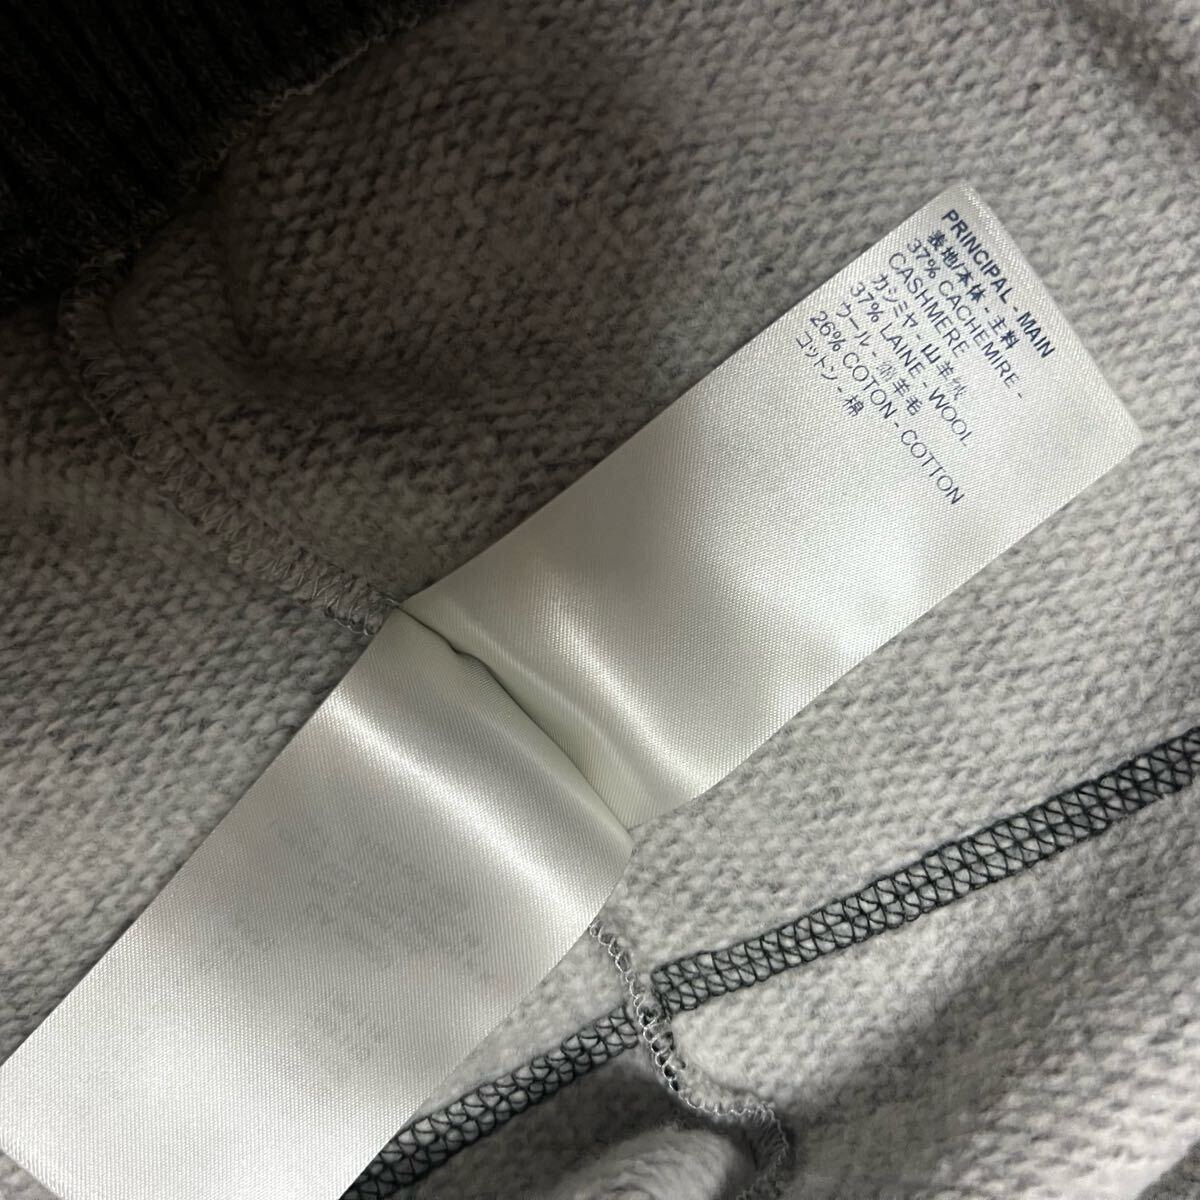 PRINCIPAL - MAIN
表地/本体 - 主料
37% CACHEMIRE -
CASHMERE
カシミヤ - 山羊绒
37% LAINE - WOOL
ウール - 绵羊毛
26% COTON - COTTON
コットン - 棉